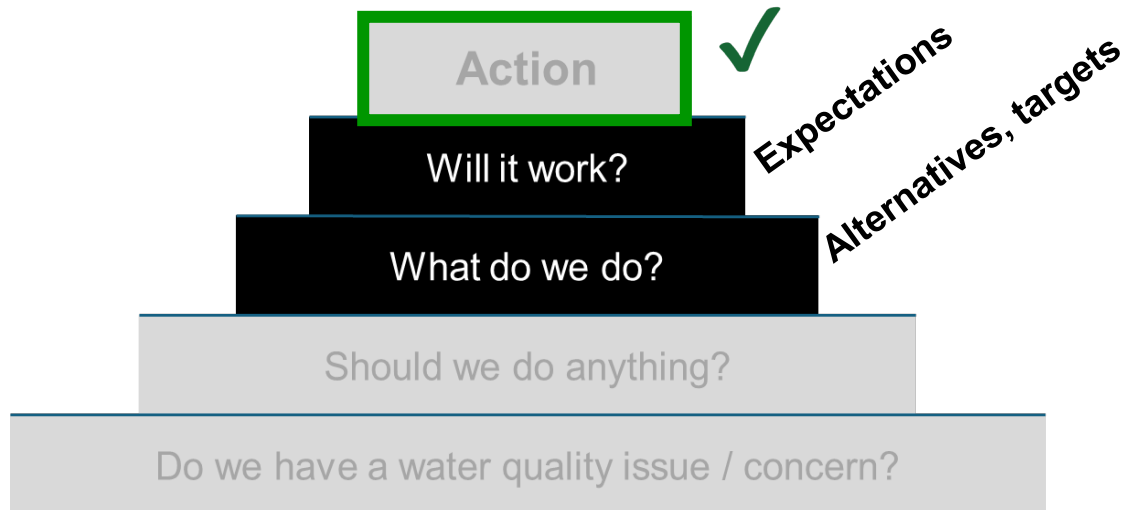 Action
Expectations
Will it work?
Alternatives, targets
What do we do?
Should we do anything?
Do we have a water quality issue / concern?